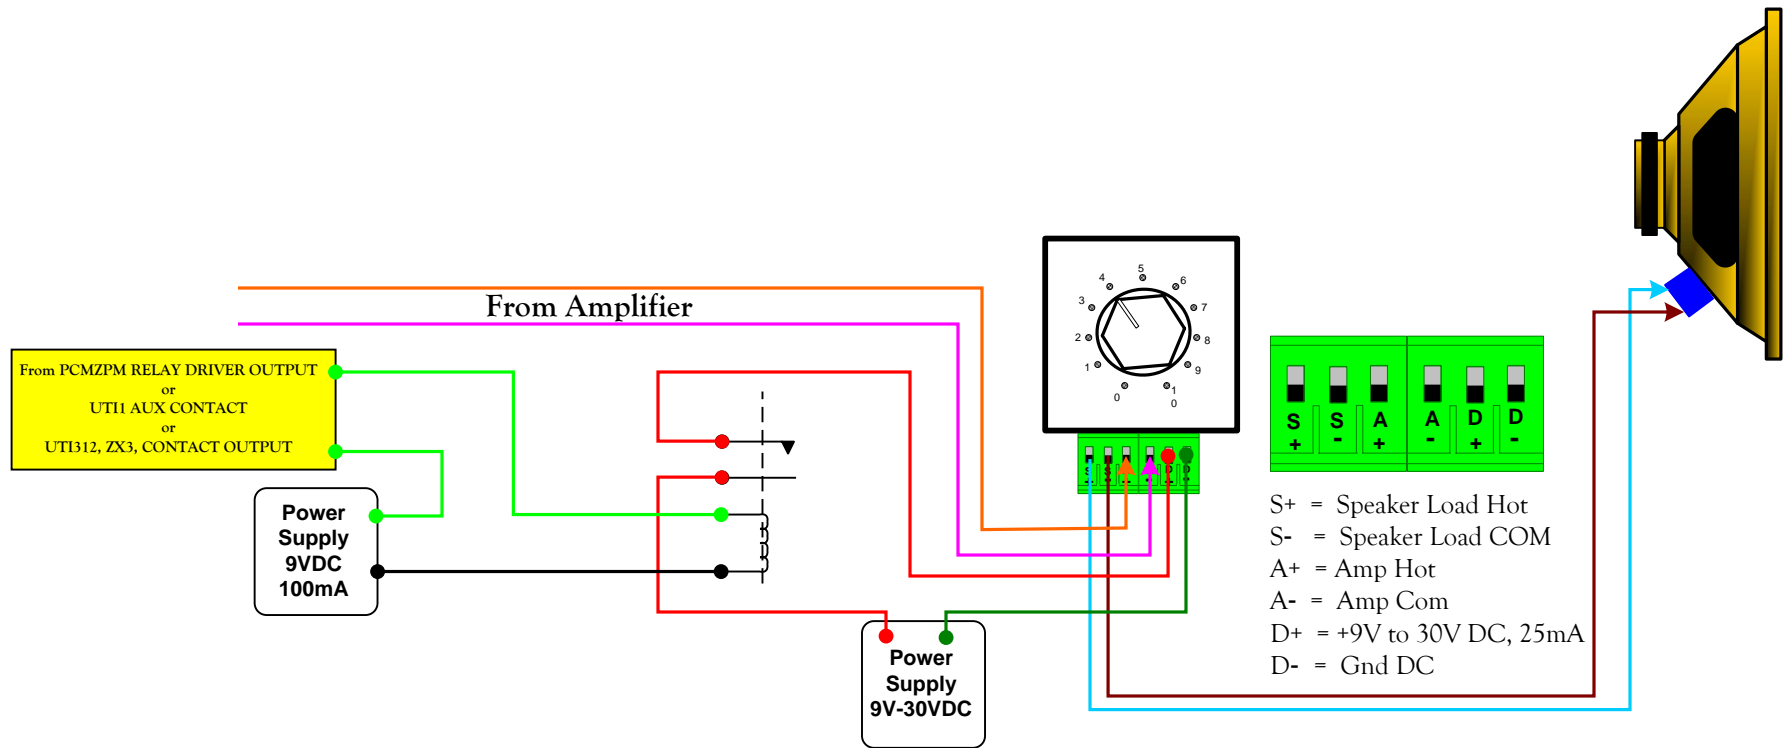 From Amplifier
From PCMZPM RELAY DRIVER OUTPUT
or
UTI1 AUX CONTACT
or
UTI312, ZX3, CONTACT OUTPUT
Power
Supply
9VDC
100mA
0
1
2
3
4
5
6
7
8
9
1
0
Power
Supply
9V-30VDC
S S A A D D
+ - + - + -
S+ = Speaker Load Hot
S- = Speaker Load COM
A+ = Amp Hot
A- = Amp Com
D+ = +9V to 30V DC, 25mA
D- = Gnd DC